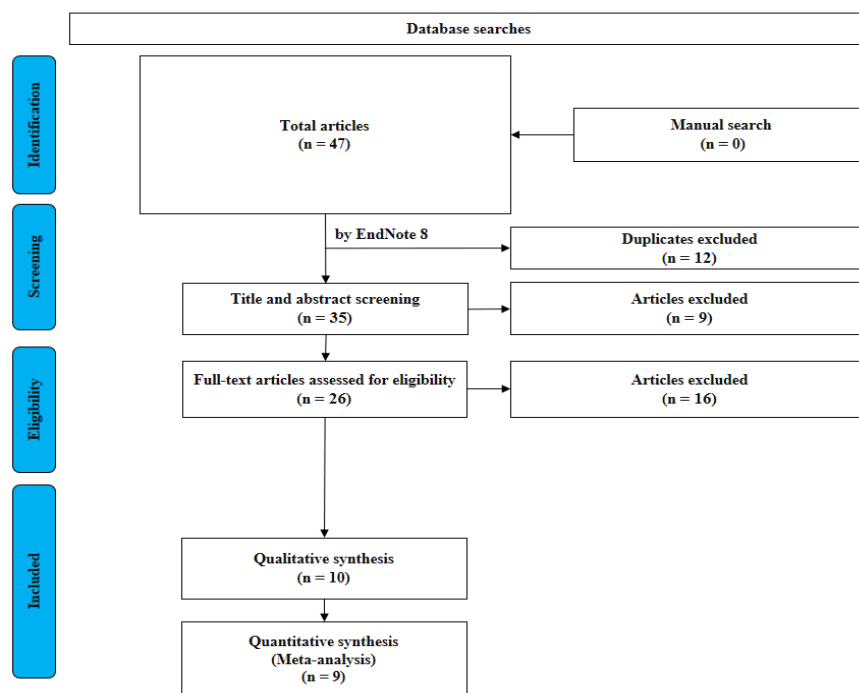 Database searches
Identification
Total articles
(n = 47)
Manual search
(n = 0)
Screening
by EndNote 8
Duplicates excluded
(n = 12)
Title and abstract screening
(n = 35)
Articles excluded
(n = 9)
Eligibility
Full-text articles assessed for eligibility
(n = 26)
Articles excluded
(n = 16)
Included
Qualitative synthesis
(n = 10)
Quantitative synthesis
(Meta-analysis)
(n = 9)